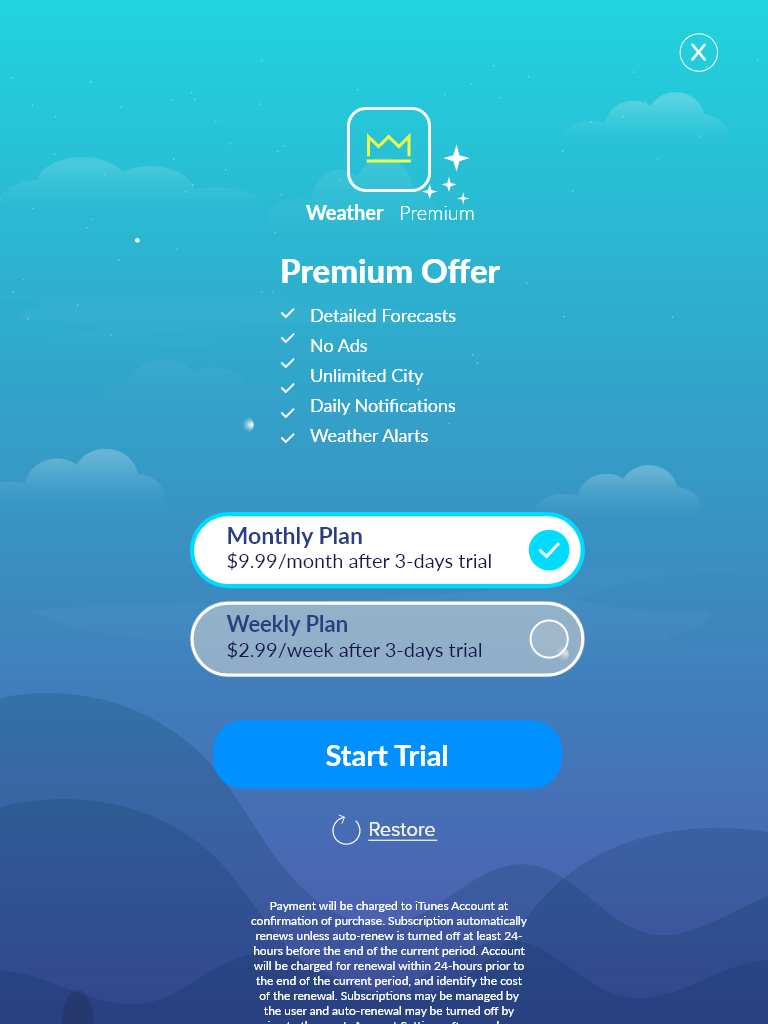 X
Weather Premium
Premium Offer
Detailed Forecasts
No Ads
Unlimited City
Daily Notifications
Weather Alarts
Monthly Plan
$9.99/month after 3-days trial
Weekly Plan
$2.99/week after 3-days trial
Start Trial
Restore
Payment will be charged to iTunes Account at
confirmation of purchase. Subscription automatically
renews unless auto-renew is turned off at least 24-
hours before the end of the current period. Account
will be charged for renewal within 24-hours prior to
the end of the current period, and identify the cost
of the renewal. Subscriptions may be managed by
the user and auto-renewal may be turned off by